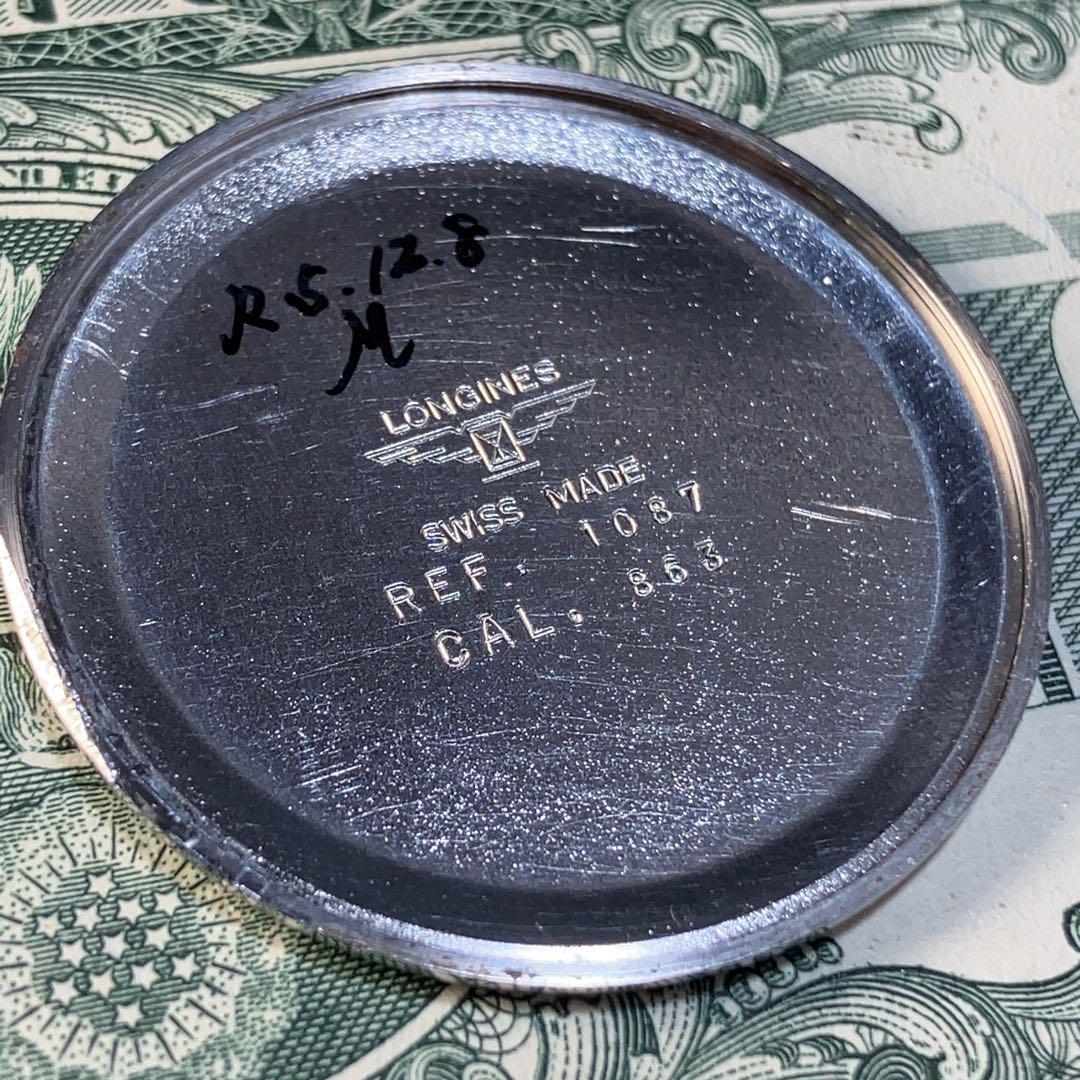 R5.12.8
M
LONGINES
SWISS MADE
REF. 1087
CAL. 863